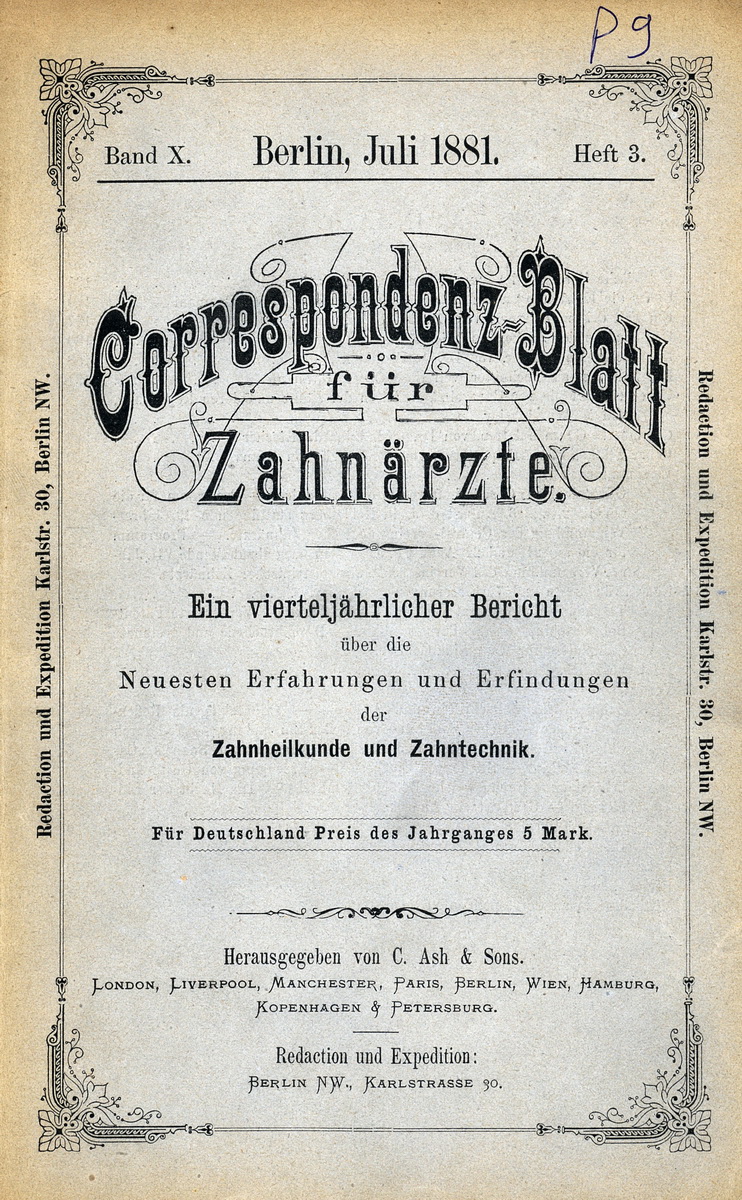 P 9
Band X.
Berlin, Juli 1881.
Heft 3.
Correspondenz-Blatt
für
Zahnärzte.
Ein vierteljährlicher Bericht
über die
Neuesten Erfahrungen und Erfindungen
der
Zahnheilkunde und Zahntechnik.
Für Deutschland Preis des Jahrganges 5 Mark.
Herausgegeben von C. Ash & Sons.
LONDON, LIVERPOOL, MANCHESTER, PARIS, BERLIN, WIEN, HAMBURG,
KOPENHAGEN & PETERSBURG.
Redaction und Expedition:
BERLIN NW., KARLSTRASSE 30.
Redaction und Expedition Karlstr. 30, Berlin NW.
Redaction und Expedition Karlstr. 30, Berlin NW.